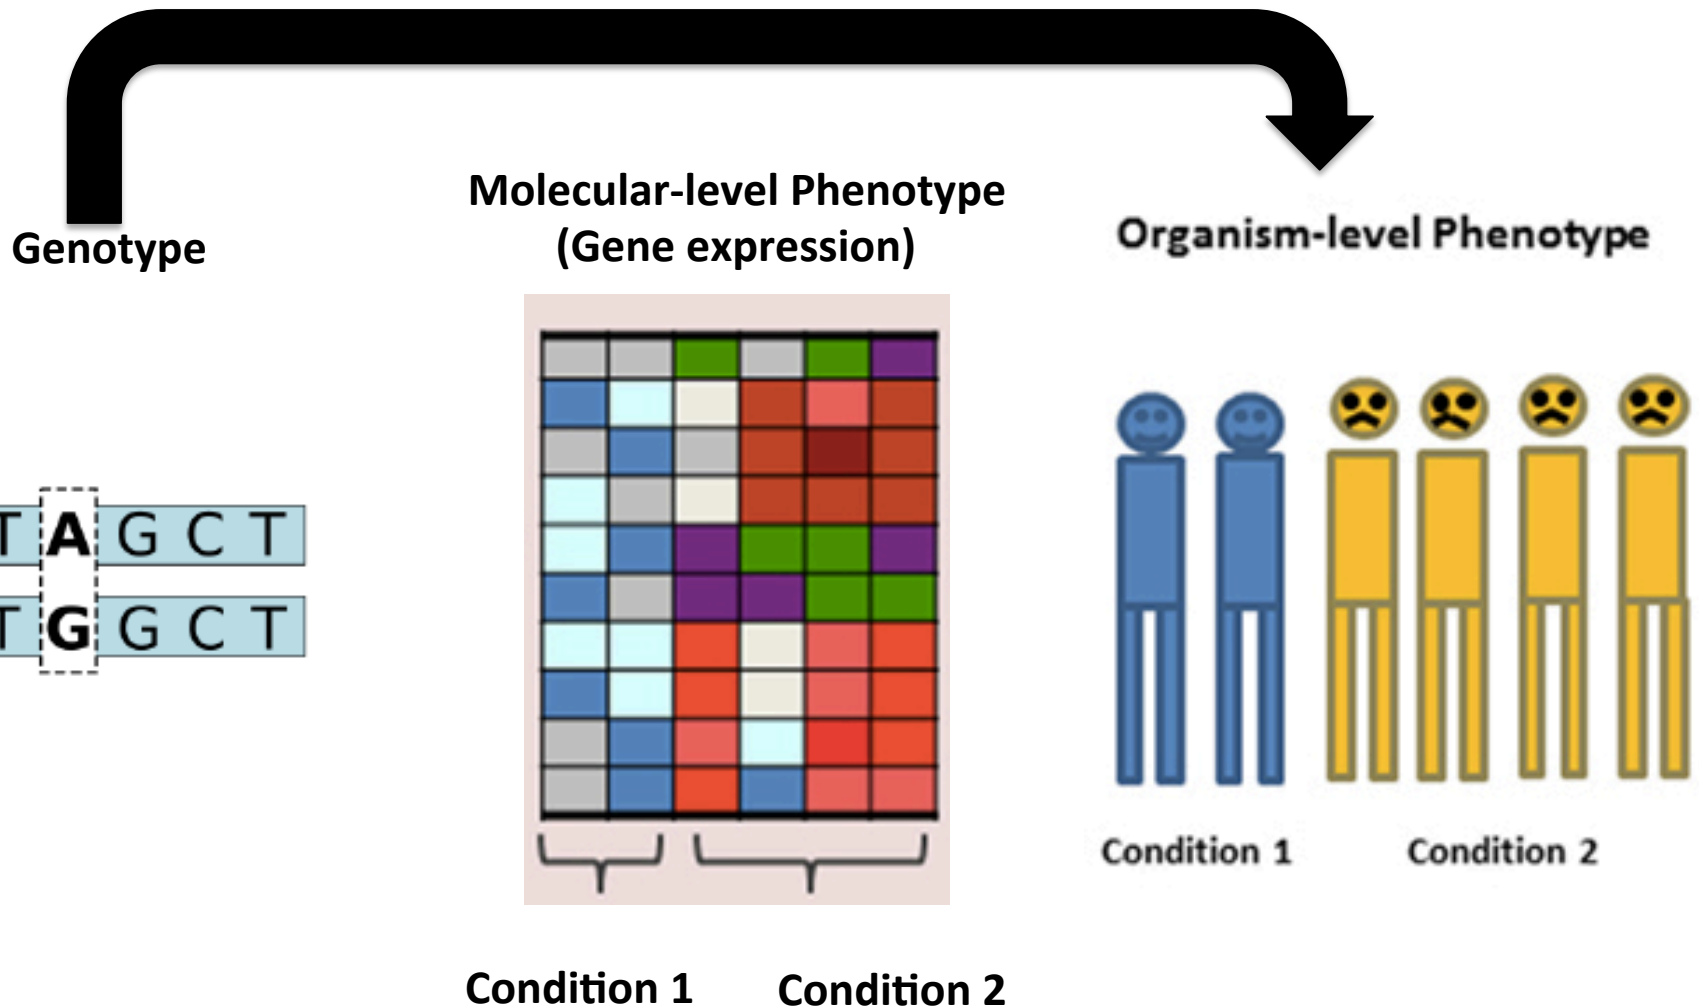 Genotype
Molecular-level Phenotype
(Gene expression)
Organism-level Phenotype
T A G C T
T G G C T
Condition 1
Condition 2
Condition 1
Condition 2